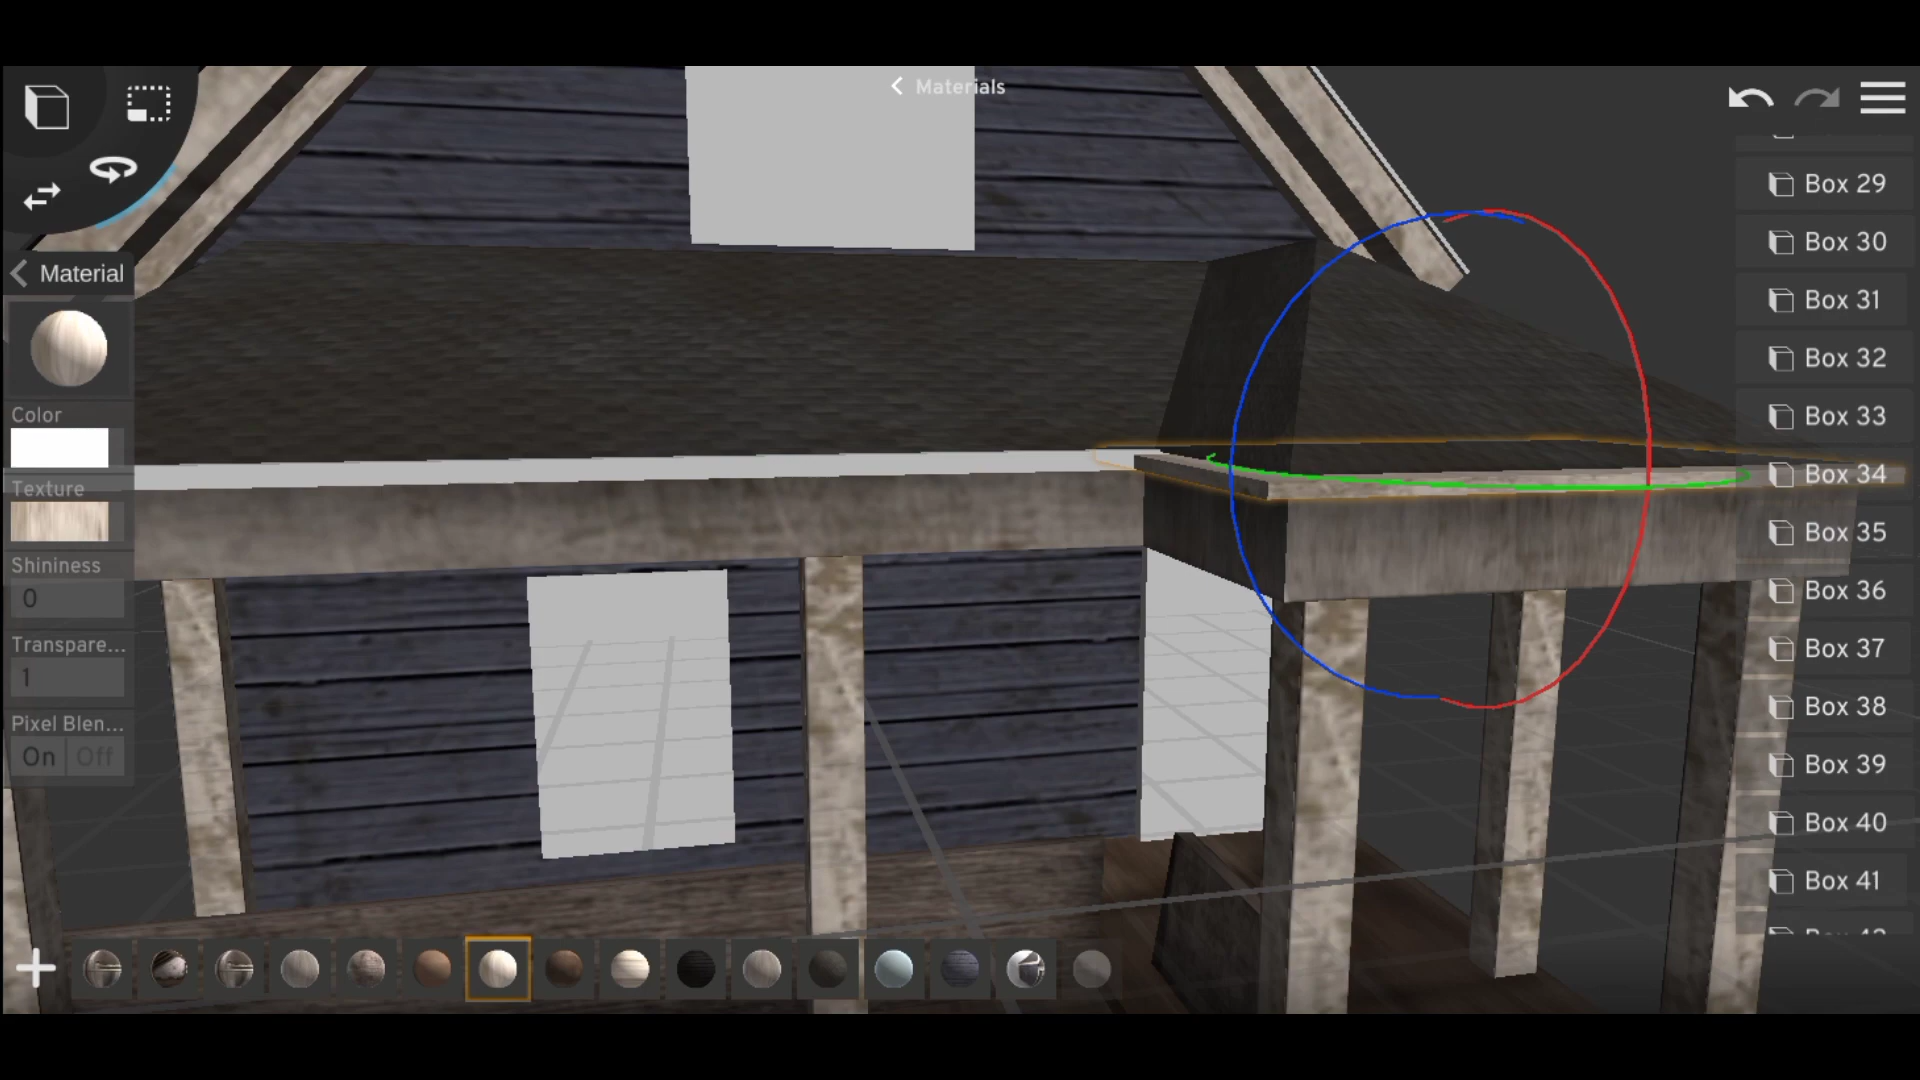 Materials
Material
Color
Texture
Shininess
0
Transpare...
1
Pixel Blen...
On Off
Box 29
Box 30
Box 31
Box 32
Box 33
Box 34
Box 35
Box 36
Box 37
Box 38
Box 39
Box 40
Box 41